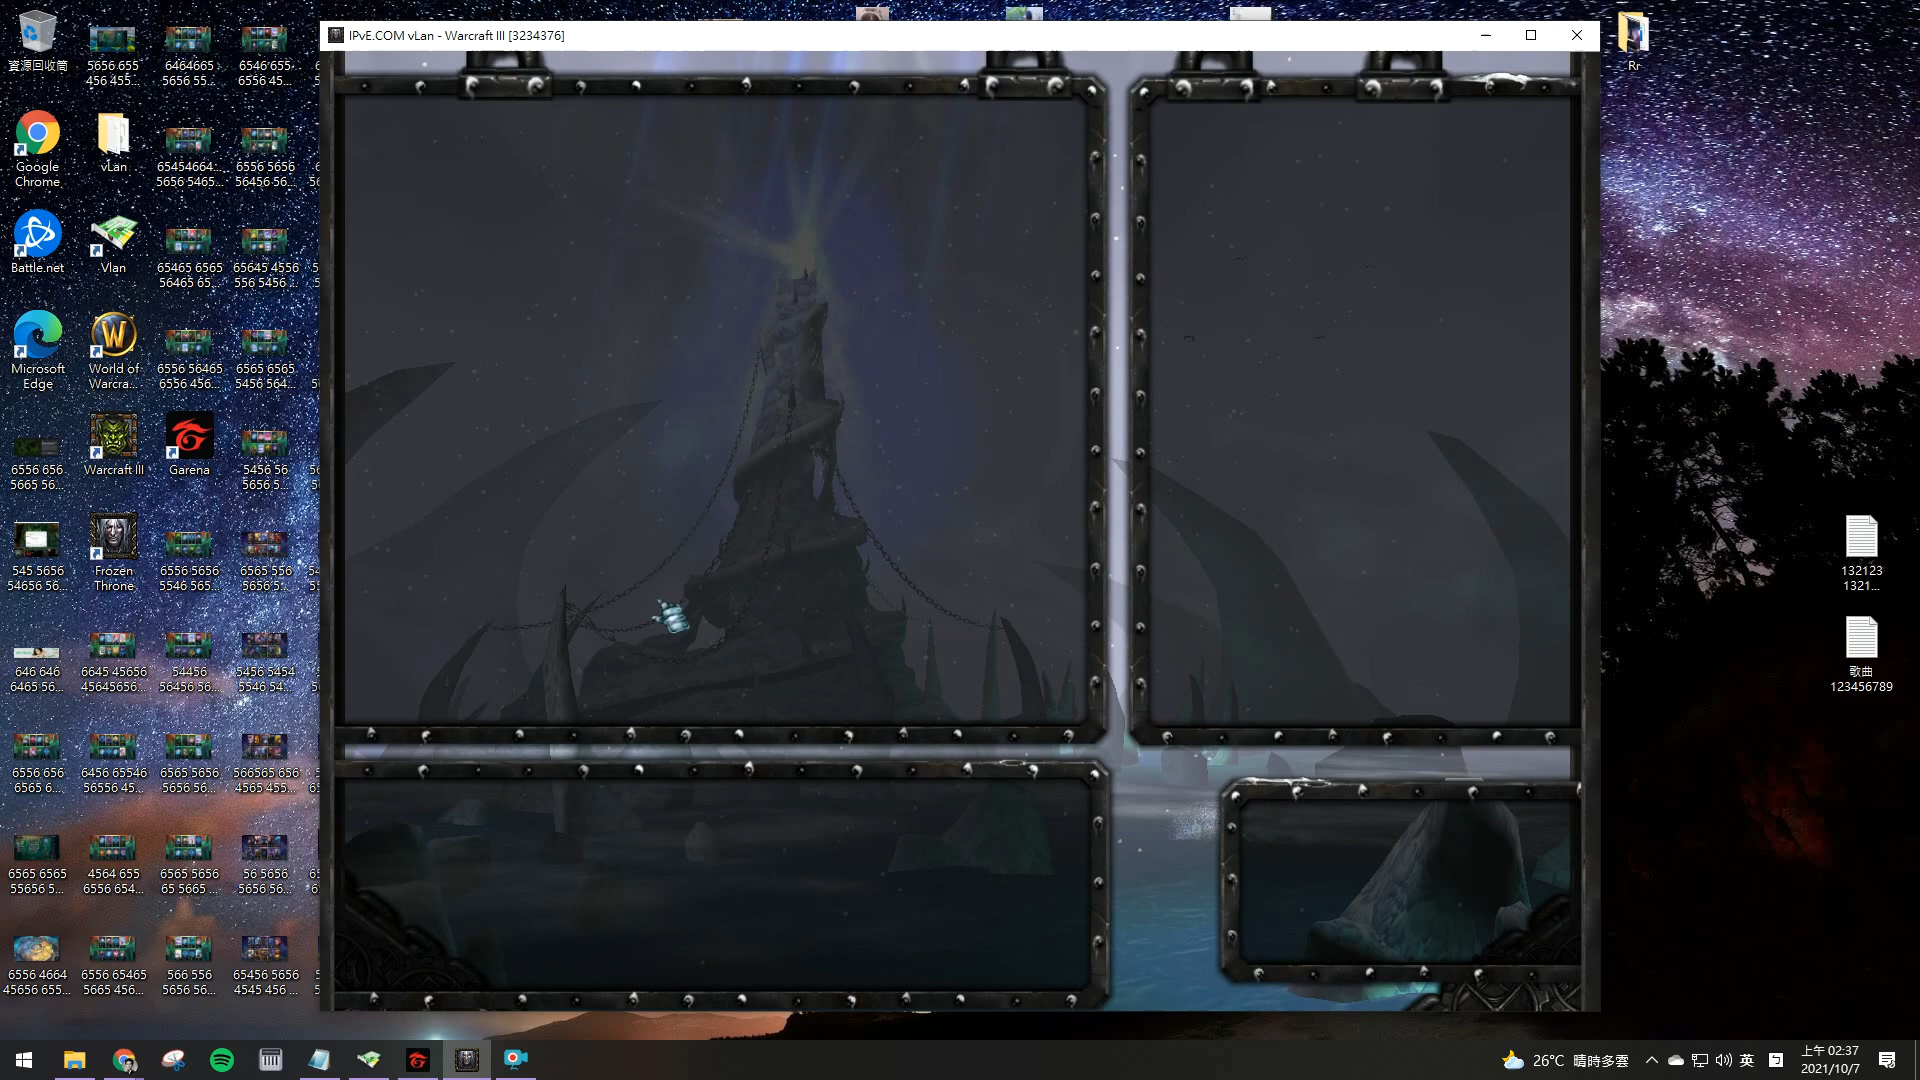 IPvE.COM vLan - Warcraft III [3234376]
資源回收筒
5656 655
456 455...
6464665
5656 55...
6546 655
6556 45...
Rr
Google
Chrome
vLan
65454664...
5656 5465...
6556 5656
56456 56...
Battle.net
Vlan
65465 6565
56465 65...
65645 4556
556 5456 ...
Microsoft
Edge
World of
Warcra...
6556 56465
6556 456...
6565 6565
5456 564...
6556 656
5665 56...
Warcraft III
Garena
5456 56
5656 5...
545 5656
54656 56...
Frozen
Throne
6556 5656
5546 565...
6565 556
5656 5...
132123
1321...
646 646
6465 56...
6645 45656
45645656...
54456
56456 56...
5456 5454
5546 54...
歌曲
123456789
6556 656
6565 6...
6456 65546
56556 45...
6565 5656
5656 56...
566565 656
4565 455...
6565 6565
55656 5...
4564 655
6556 654...
6565 5656
65 5665 ...
56 5656
5656 56...
6556 4664
45656 655...
6556 65465
5665 456...
566 556
5656 56...
65456 5656
4545 456 ...
26°C 晴時多雲
英
上午 02:37
2021/10/7